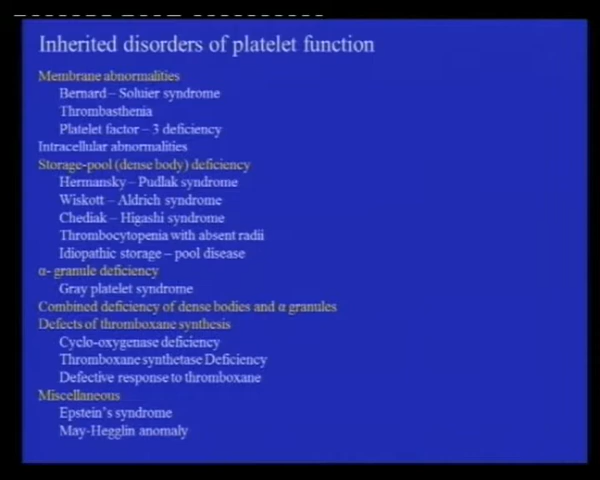 Inherited disorders of platelet function
Membrane abnormalities
Bernard – Soluier syndrome
Thrombasthenia
Platelet factor – 3 deficiency
Intracellular abnormalities
Storage-pool (dense body) deficiency
Hermansky – Pudlak syndrome
Wiskott – Aldrich syndrome
Chediak – Higashi syndrome
Thrombocytopenia with absent radii
Idiopathic storage – pool disease
α- granule deficiency
Gray platelet syndrome
Combined deficiency of dense bodies and α granules
Defects of thromboxane synthesis
Cyclo-oxygenase deficiency
Thromboxane synthetase Deficiency
Defective response to thromboxane
Miscellaneous
Epstein's syndrome
May-Hegglin anomaly